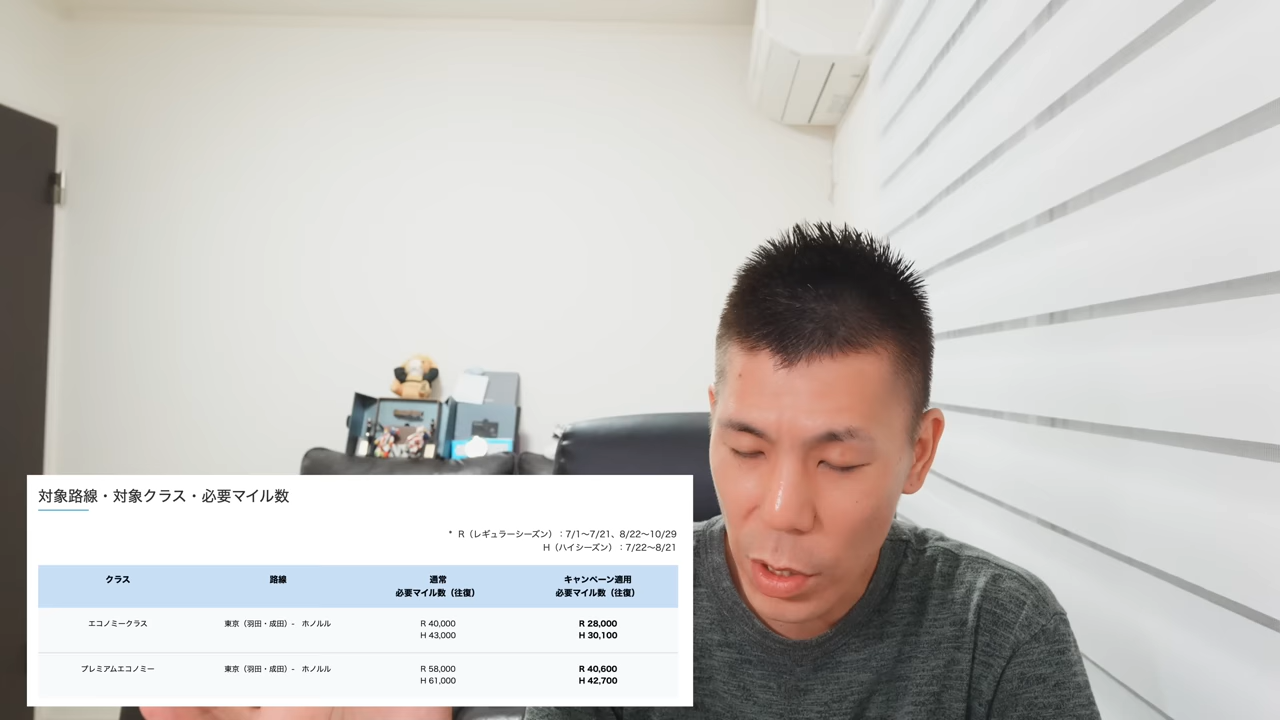 対象路線・対象クラス・必要マイル数
* R（レギュラーシーズン）：7/1〜7/21、8/22〜10/29
H（ハイシーズン）：7/22〜8/21
クラス 路線 通常 必要マイル数（往復） キャンペーン適用 必要マイル数（往復）
エコノミークラス 東京（羽田・成田）- ホノルル R 40,000 R 28,000
H 43,000 H 30,100
プレミアムエコノミー 東京（羽田・成田）- ホノルル R 58,000 R 40,600
H 61,000 H 42,700